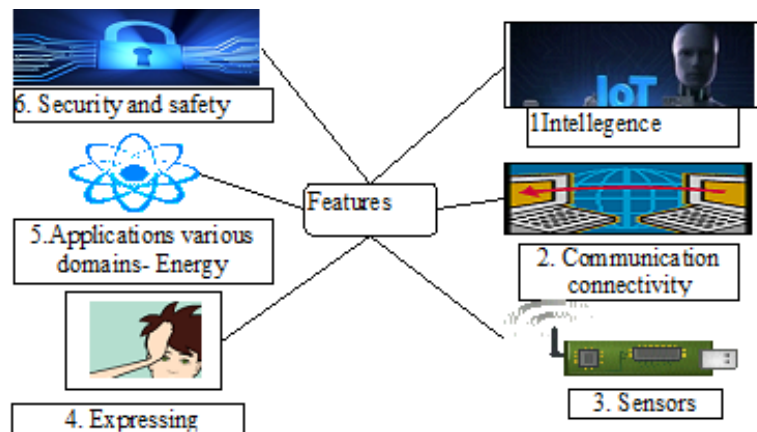 6. Security and safety
IoT
1Intellegence
Features
5.Applications various
domains- Energy
2. Communication
connectivity
4. Expressing
3. Sensors